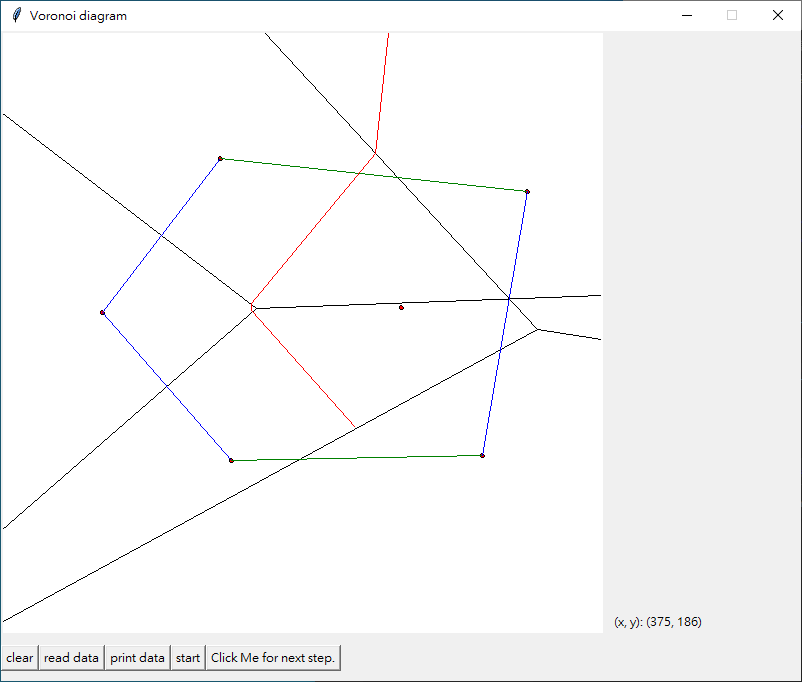 Voronoi diagram
(x, y): (375, 186)
clear read data print data start Click Me for next step.